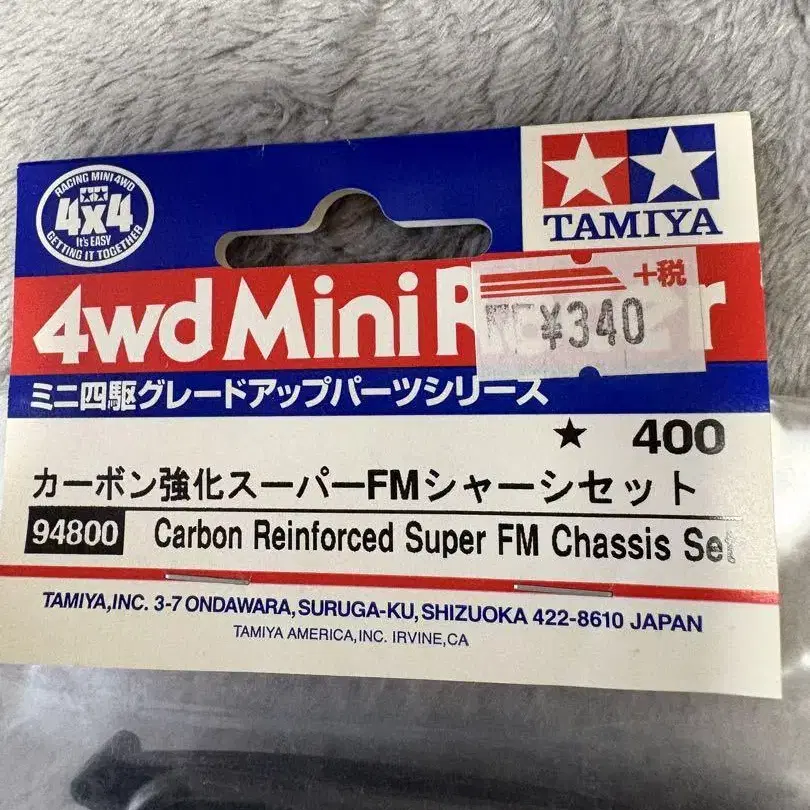 RACING MINI 4WD
4x4
It's EASY
GETTING IT TOGETHER
TAMIYA
4wd Mini R
+税
¥340
ミニ四駆グレードアップパーツシリーズ
★ 400
カーボン強化スーパーFMシャーシセット
94800 Carbon Reinforced Super FM Chassis Se
TAMIYA,INC. 3-7 ONDAWARA,SURUGA-KU,SHIZUOKA 422-8610 JAPAN
TAMIYA AMERICA,INC. IRVINE,CA